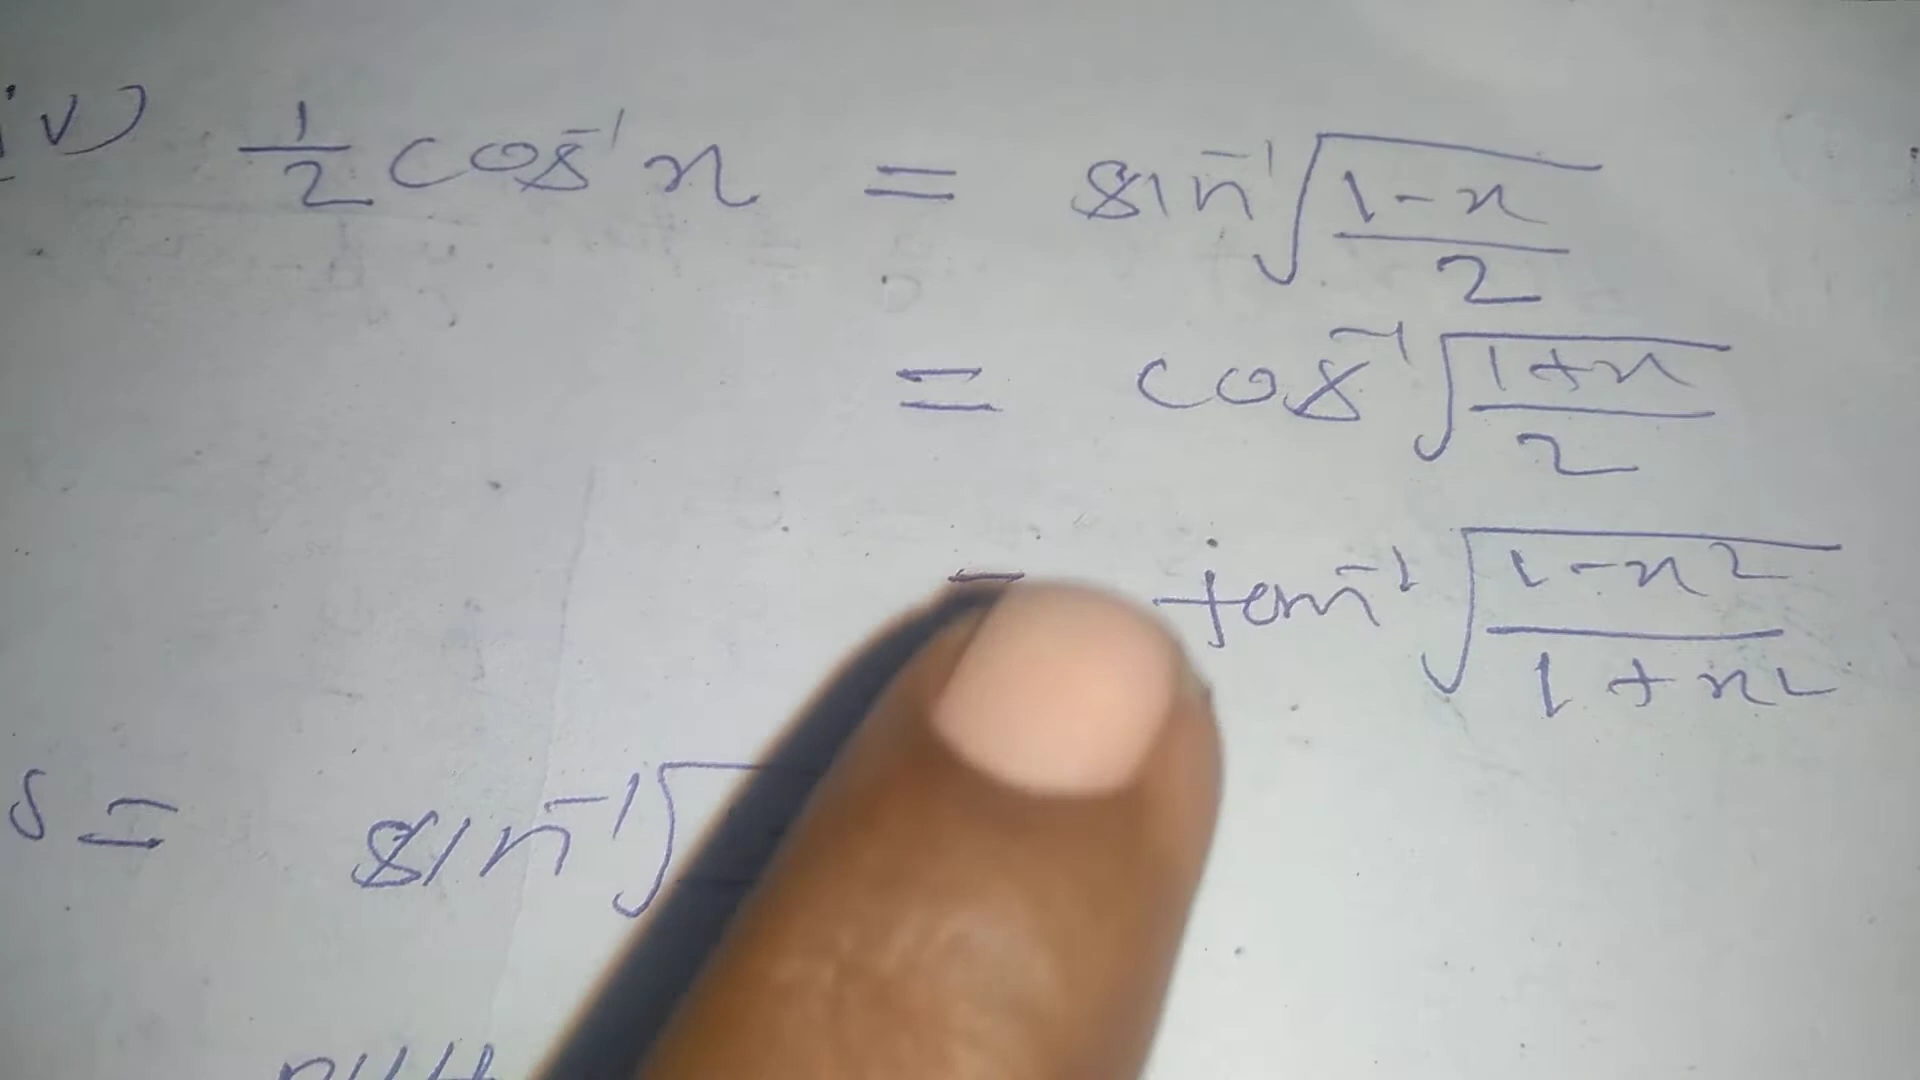 iv) 1/2 cos⁻¹ x = sin⁻¹ √((1-x)/2)
= cos⁻¹ √((1+x)/2)
= tan⁻¹ √((1-x²)/(1+x²))
S = sin⁻¹ √